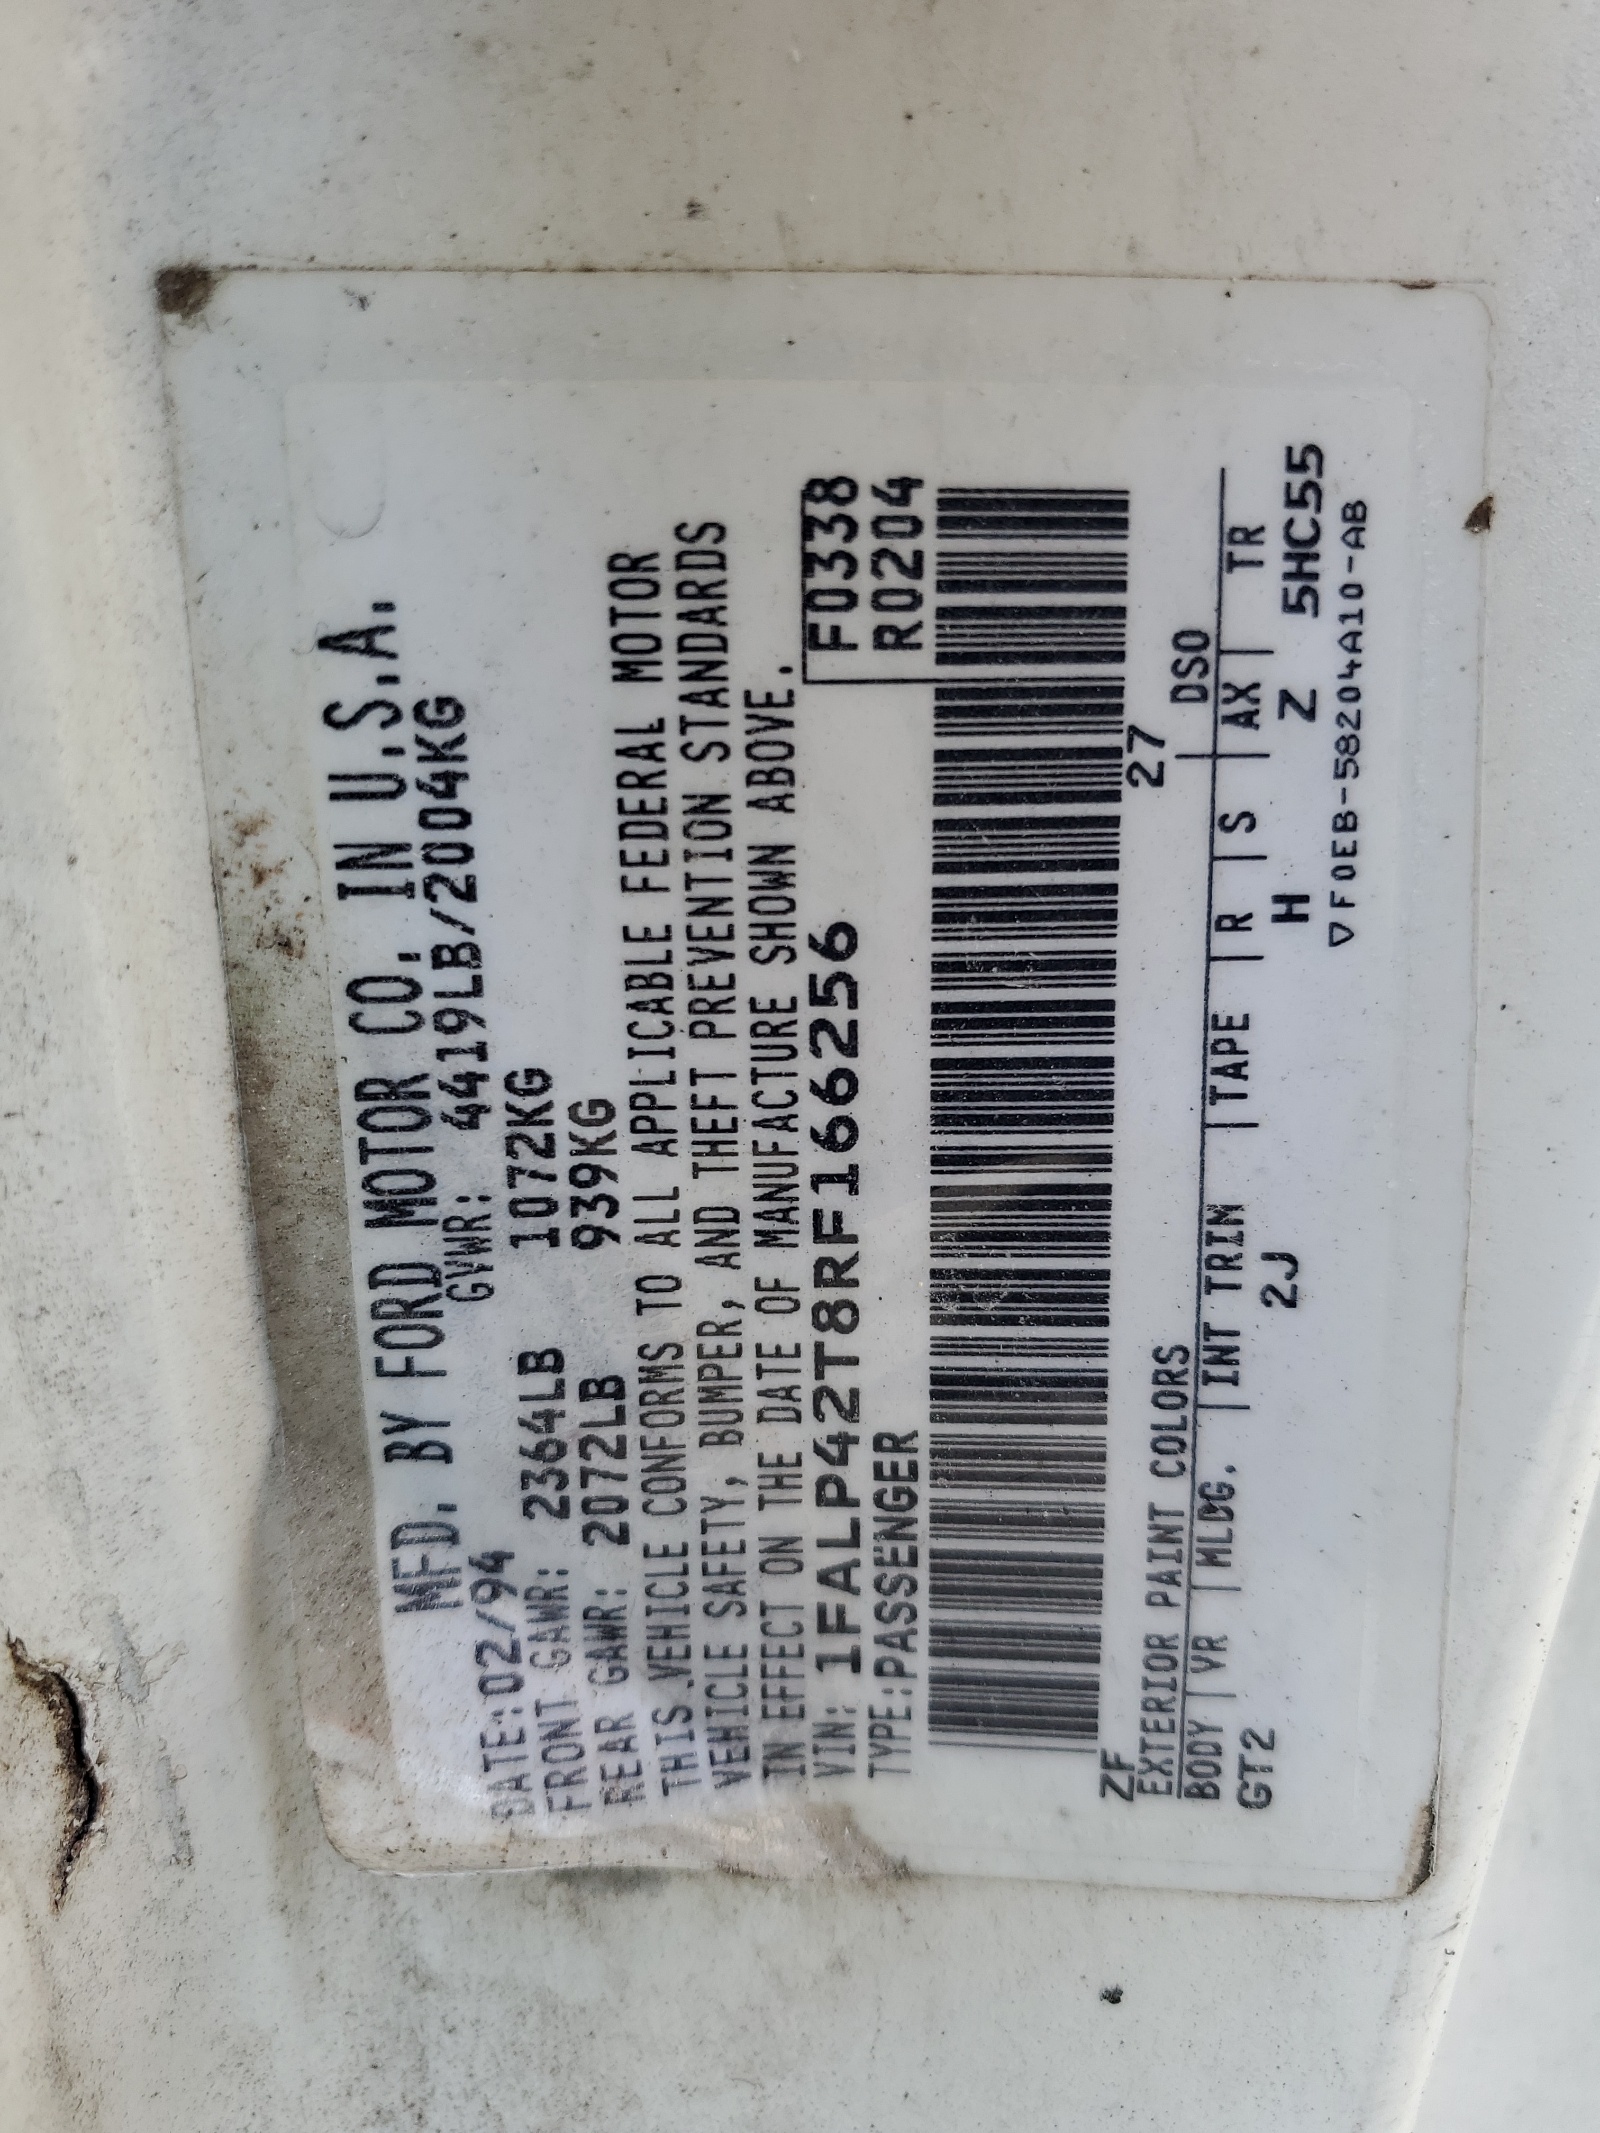 MFD. BY FORD MOTOR CO. IN U.S.A.
DATE:02/94 GVWR: 4419LB/2004KG
FRONT GAWR: 2364LB 1072KG
REAR GAWR: 2072LB 939KG
THIS VEHICLE CONFORMS TO ALL APPLICABLE FEDERAL MOTOR
VEHICLE SAFETY, BUMPER, AND THEFT PREVENTION STANDARDS
IN EFFECT ON THE DATE OF MANUFACTURE SHOWN ABOVE.
VIN: 1FALP42T8RF166256 F0338
TYPE:PASSENGER R0204
ZF 27
EXTERIOR PAINT COLORS DSO
BODY VR MLDG. INT TRIM TAPE R S AX TR
GT2 2J H Z 5HC55
▽F0EB-58204A10-AB